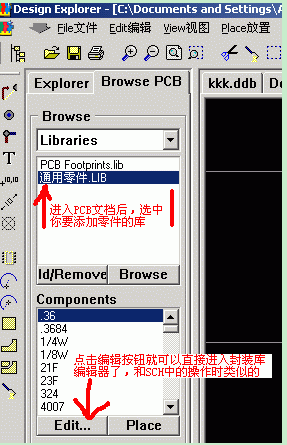 Design Explorer - [C:\Documents and Settings\A
File文件 Edit编辑 View视图 Place放置
Explorer Browse PCB kkk.ddb
Browse
Libraries
PCB Footprints.lib
通用零件.LIB
进入PCB文档后，选中
你要添加零件的库
ld/Remove Browse
Components
.36
.3684
1/4W
1/8W
点击编辑按钮就可以直接进入封装库
21F
编辑器了，和SCH中的操作时类似的
23F
324
4007
Edit... Place
+10,10